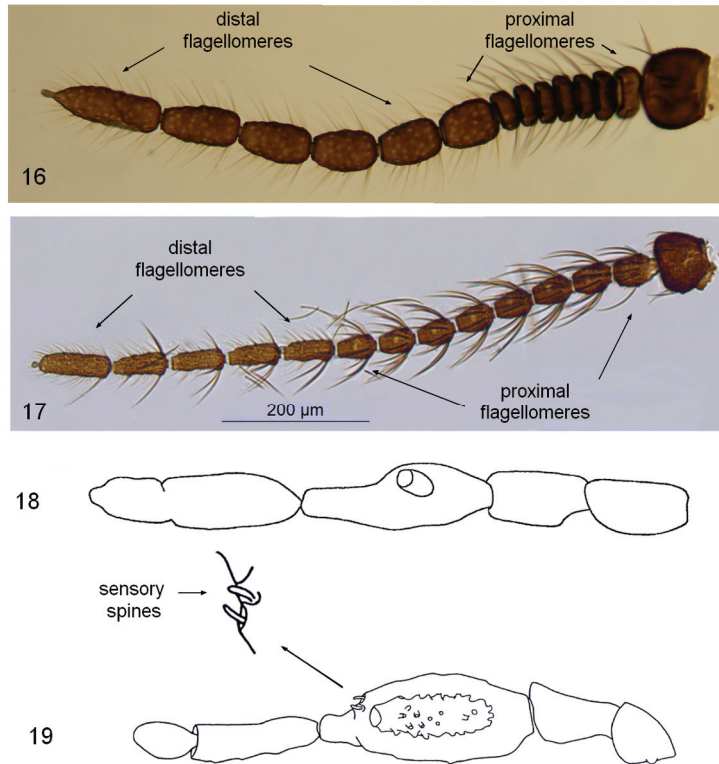 distal
flagellomeres
proximal
flagellomeres
16
distal
flagellomeres
proximal
flagellomeres
200 µm
17
18
sensory
spines
19